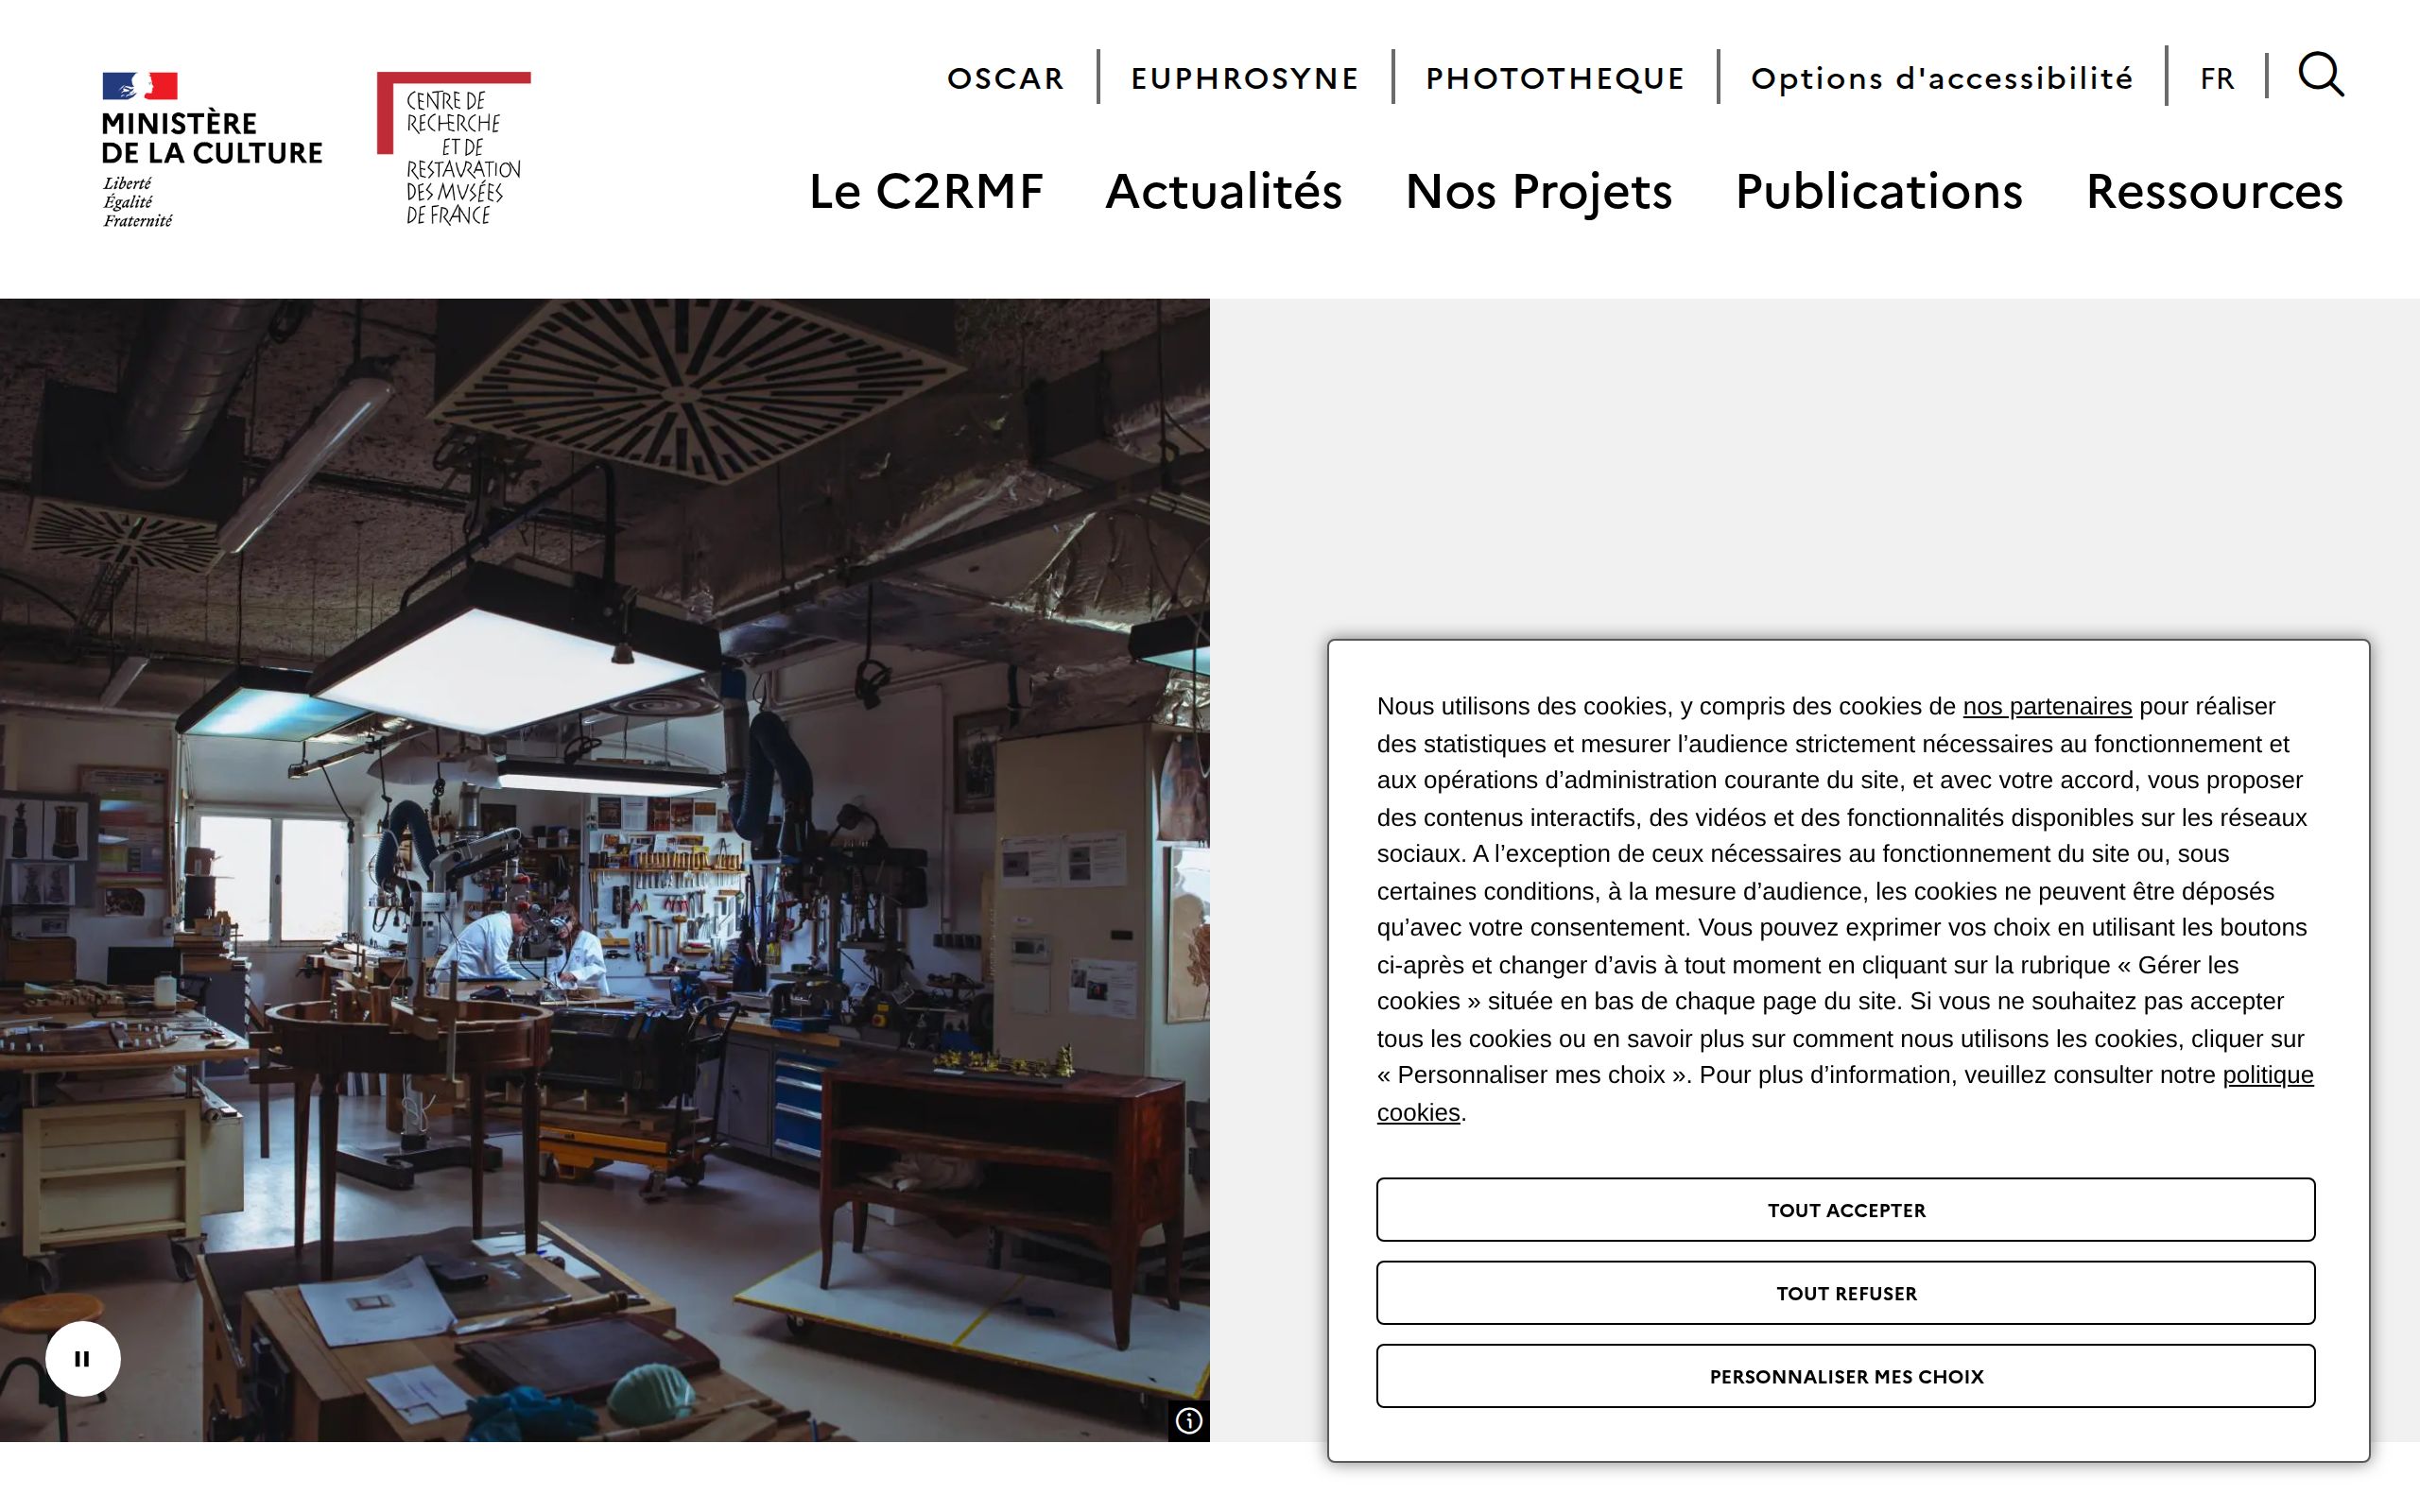 OSCAR
EUPHROSYNE
PHOTOTHEQUE
Options d'accessibilité
FR
MINISTÈRE
DE LA CULTURE
Liberté
Égalité
Fraternité
CENTRE DE
RECHERCHE
ET DE
RESTAURATION
DES MUSÉES
DE FRANCE
Le C2RMF
Actualités
Nos Projets
Publications
Ressources
Nous utilisons des cookies, y compris des cookies de nos partenaires pour réaliser
des statistiques et mesurer l’audience strictement nécessaires au fonctionnement et
aux opérations d’administration courante du site, et avec votre accord, vous proposer
des contenus interactifs, des vidéos et des fonctionnalités disponibles sur les réseaux
sociaux. A l’exception de ceux nécessaires au fonctionnement du site ou, sous
certaines conditions, à la mesure d’audience, les cookies ne peuvent être déposés
qu’avec votre consentement. Vous pouvez exprimer vos choix en utilisant les boutons
ci-après et changer d’avis à tout moment en cliquant sur la rubrique « Gérer les
cookies » située en bas de chaque page du site. Si vous ne souhaitez pas accepter
tous les cookies ou en savoir plus sur comment nous utilisons les cookies, cliquer sur
« Personnaliser mes choix ». Pour plus d’information, veuillez consulter notre politique
cookies.
TOUT ACCEPTER
TOUT REFUSER
PERSONNALISER MES CHOIX